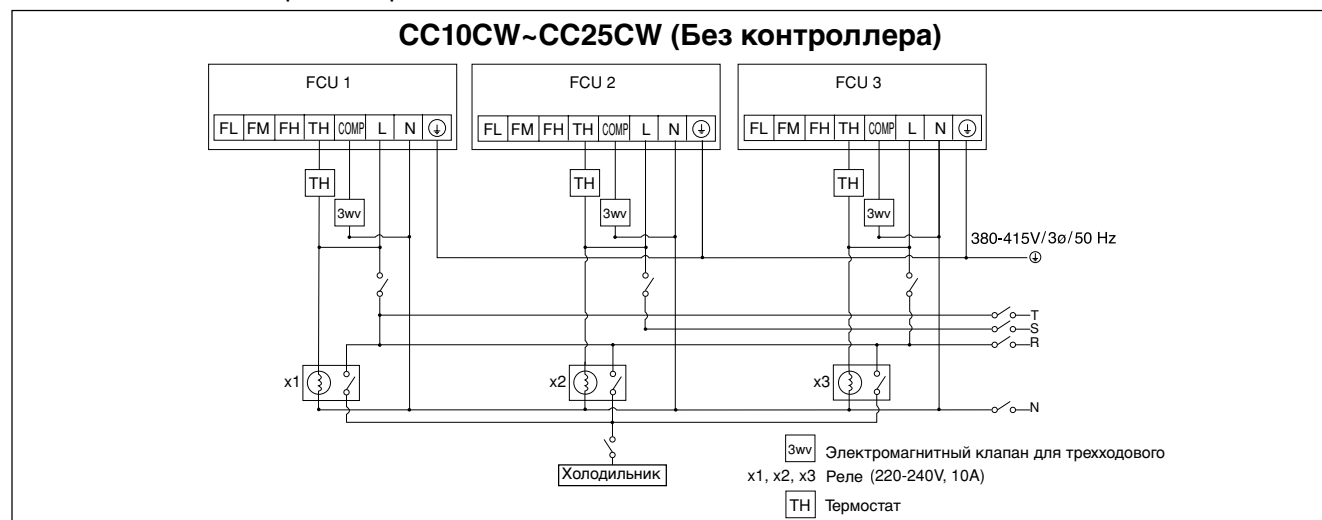 CC10CW~CC25CW (Без контроллера)
FCU 1
FCU 2
FCU 3
FL FM FH TH COMP L N
FL FM FH TH COMP L N
FL FM FH TH COMP L N
TH
TH
TH
3wv
3wv
3wv
380-415V/3ø/50 Hz
T
S
R
x1
x2
x3
N
Холодильник
3wv Электромагнитный клапан для трехходового
x1, x2, x3 Реле (220-240V, 10A)
TH Термостат